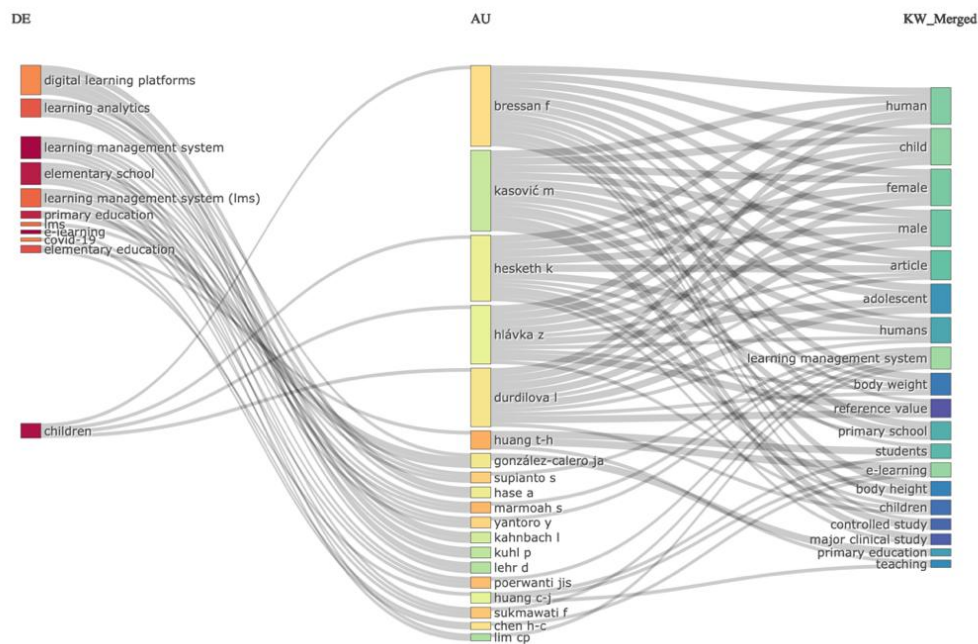 DE
AU
KW_Merged
digital learning platforms
learning analytics
learning management system
elementary school
learning management system (lms)
primary education
lms
e-learning
covid-19
elementary education
children
bressan f
kasović m
hesketh k
hlávka z
durdilova l
huang t-h
gonzález-calero ja
supianto s
hase a
marmoah s
yantoro y
kahnbach l
kuhl p
lehr d
poerwanti jis
huang c-j
sukmawati f
chen h-c
lim cp
human
child
female
male
article
adolescent
humans
learning management system
body weight
reference value
primary school
students
e-learning
body height
children
controlled study
major clinical study
primary education
teaching